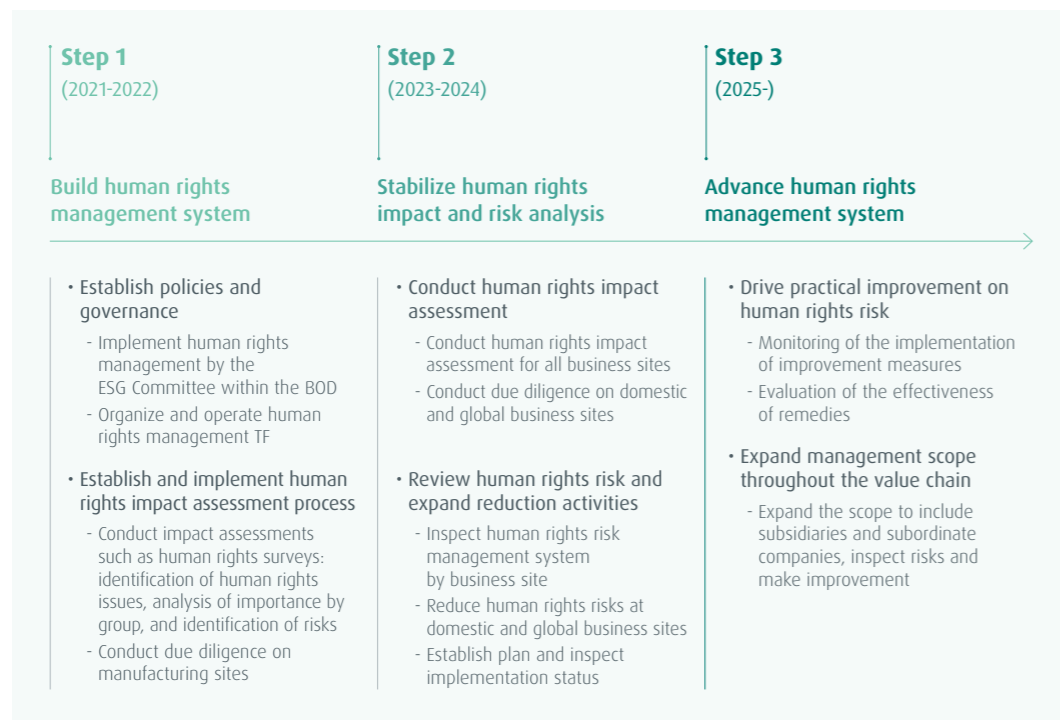 Step 1
(2021-2022)
Build human rights
management system
• Establish policies and
governance
- Implement human rights
management by the
ESG Committee within the BOD
- Organize and operate human
rights management TF
• Establish and implement human
rights impact assessment process
- Conduct impact assessments
such as human rights surveys:
identification of human rights
issues, analysis of importance by
group, and identification of risks
- Conduct due diligence on
manufacturing sites
Step 2
(2023-2024)
Stabilize human rights
impact and risk analysis
• Conduct human rights impact
assessment
- Conduct human rights impact
assessment for all business sites
- Conduct due diligence on domestic
and global business sites
• Review human rights risk and
expand reduction activities
- Inspect human rights risk
management system
by business site
- Reduce human rights risks at
domestic and global business sites
- Establish plan and inspect
implementation status
Step 3
(2025-)
Advance human rights
management system
• Drive practical improvement on
human rights risk
- Monitoring of the implementation
of improvement measures
- Evaluation of the effectiveness
of remedies
• Expand management scope
throughout the value chain
- Expand the scope to include
subsidiaries and subordinate
companies, inspect risks and
make improvement